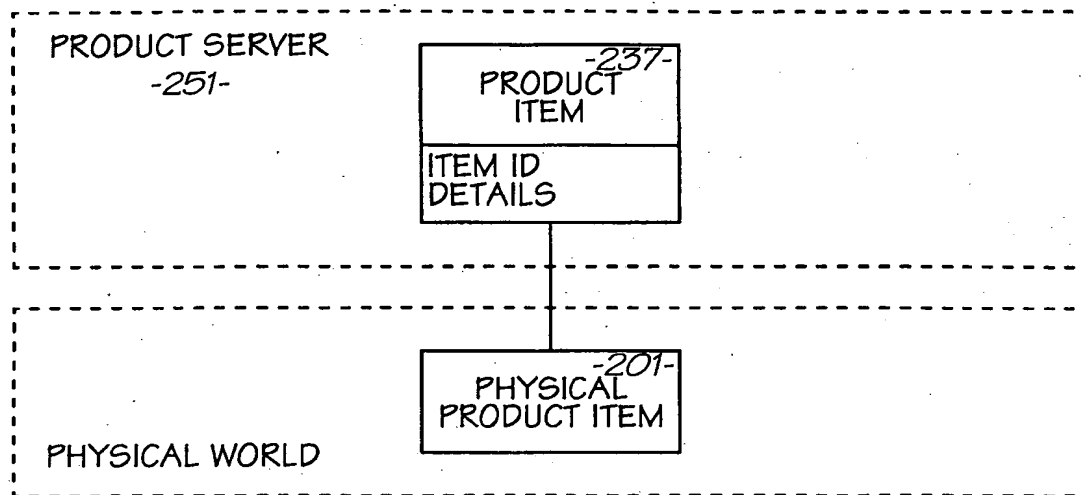 PRODUCT SERVER
-251-
-237-
PRODUCT
ITEM
ITEM ID
DETAILS
-201-
PHYSICAL
PRODUCT ITEM
PHYSICAL WORLD